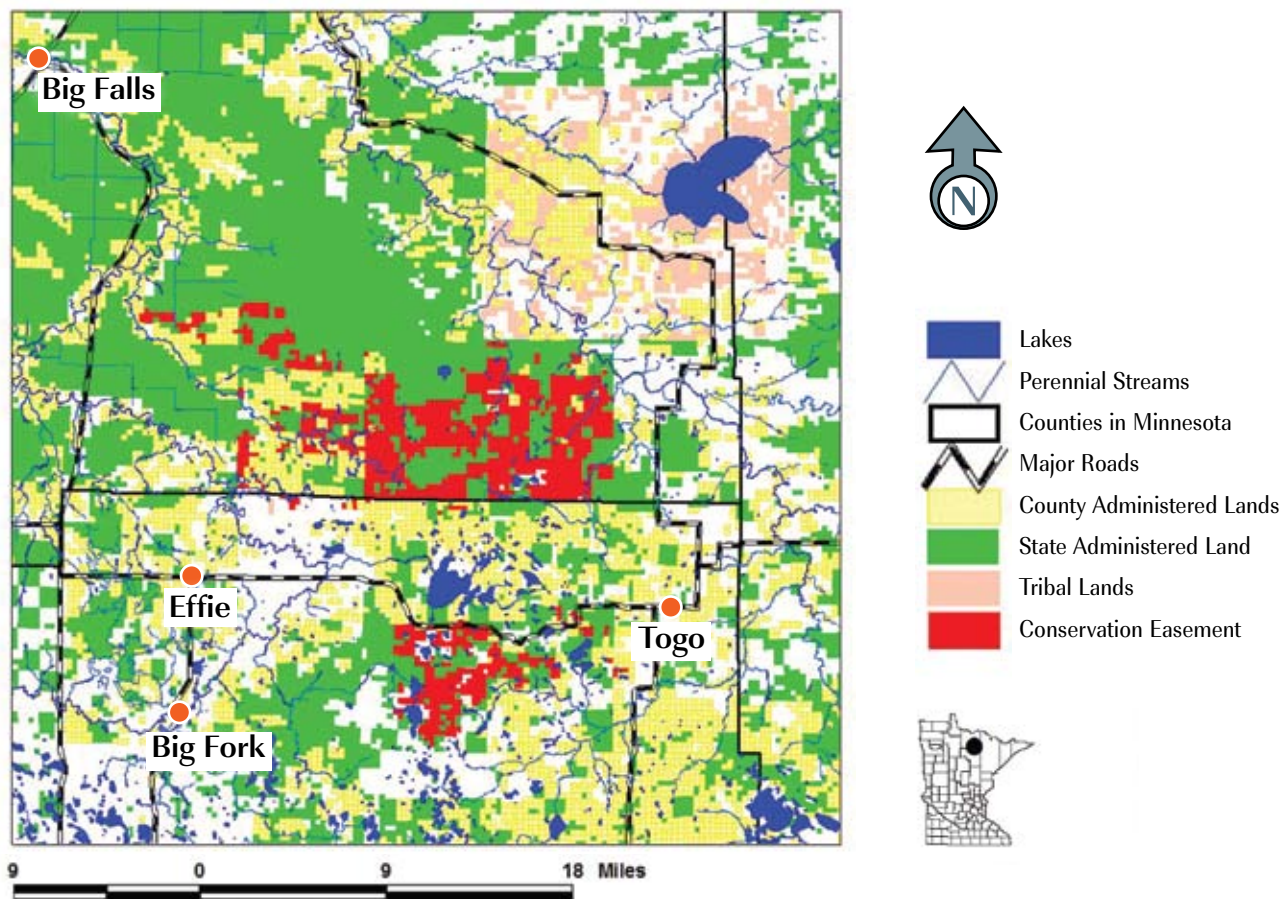 Big Falls
Effie
Togo
Big Fork
9 0 9 18 Miles
N
Lakes
Perennial Streams
Counties in Minnesota
Major Roads
County Administered Lands
State Administered Land
Tribal Lands
Conservation Easement